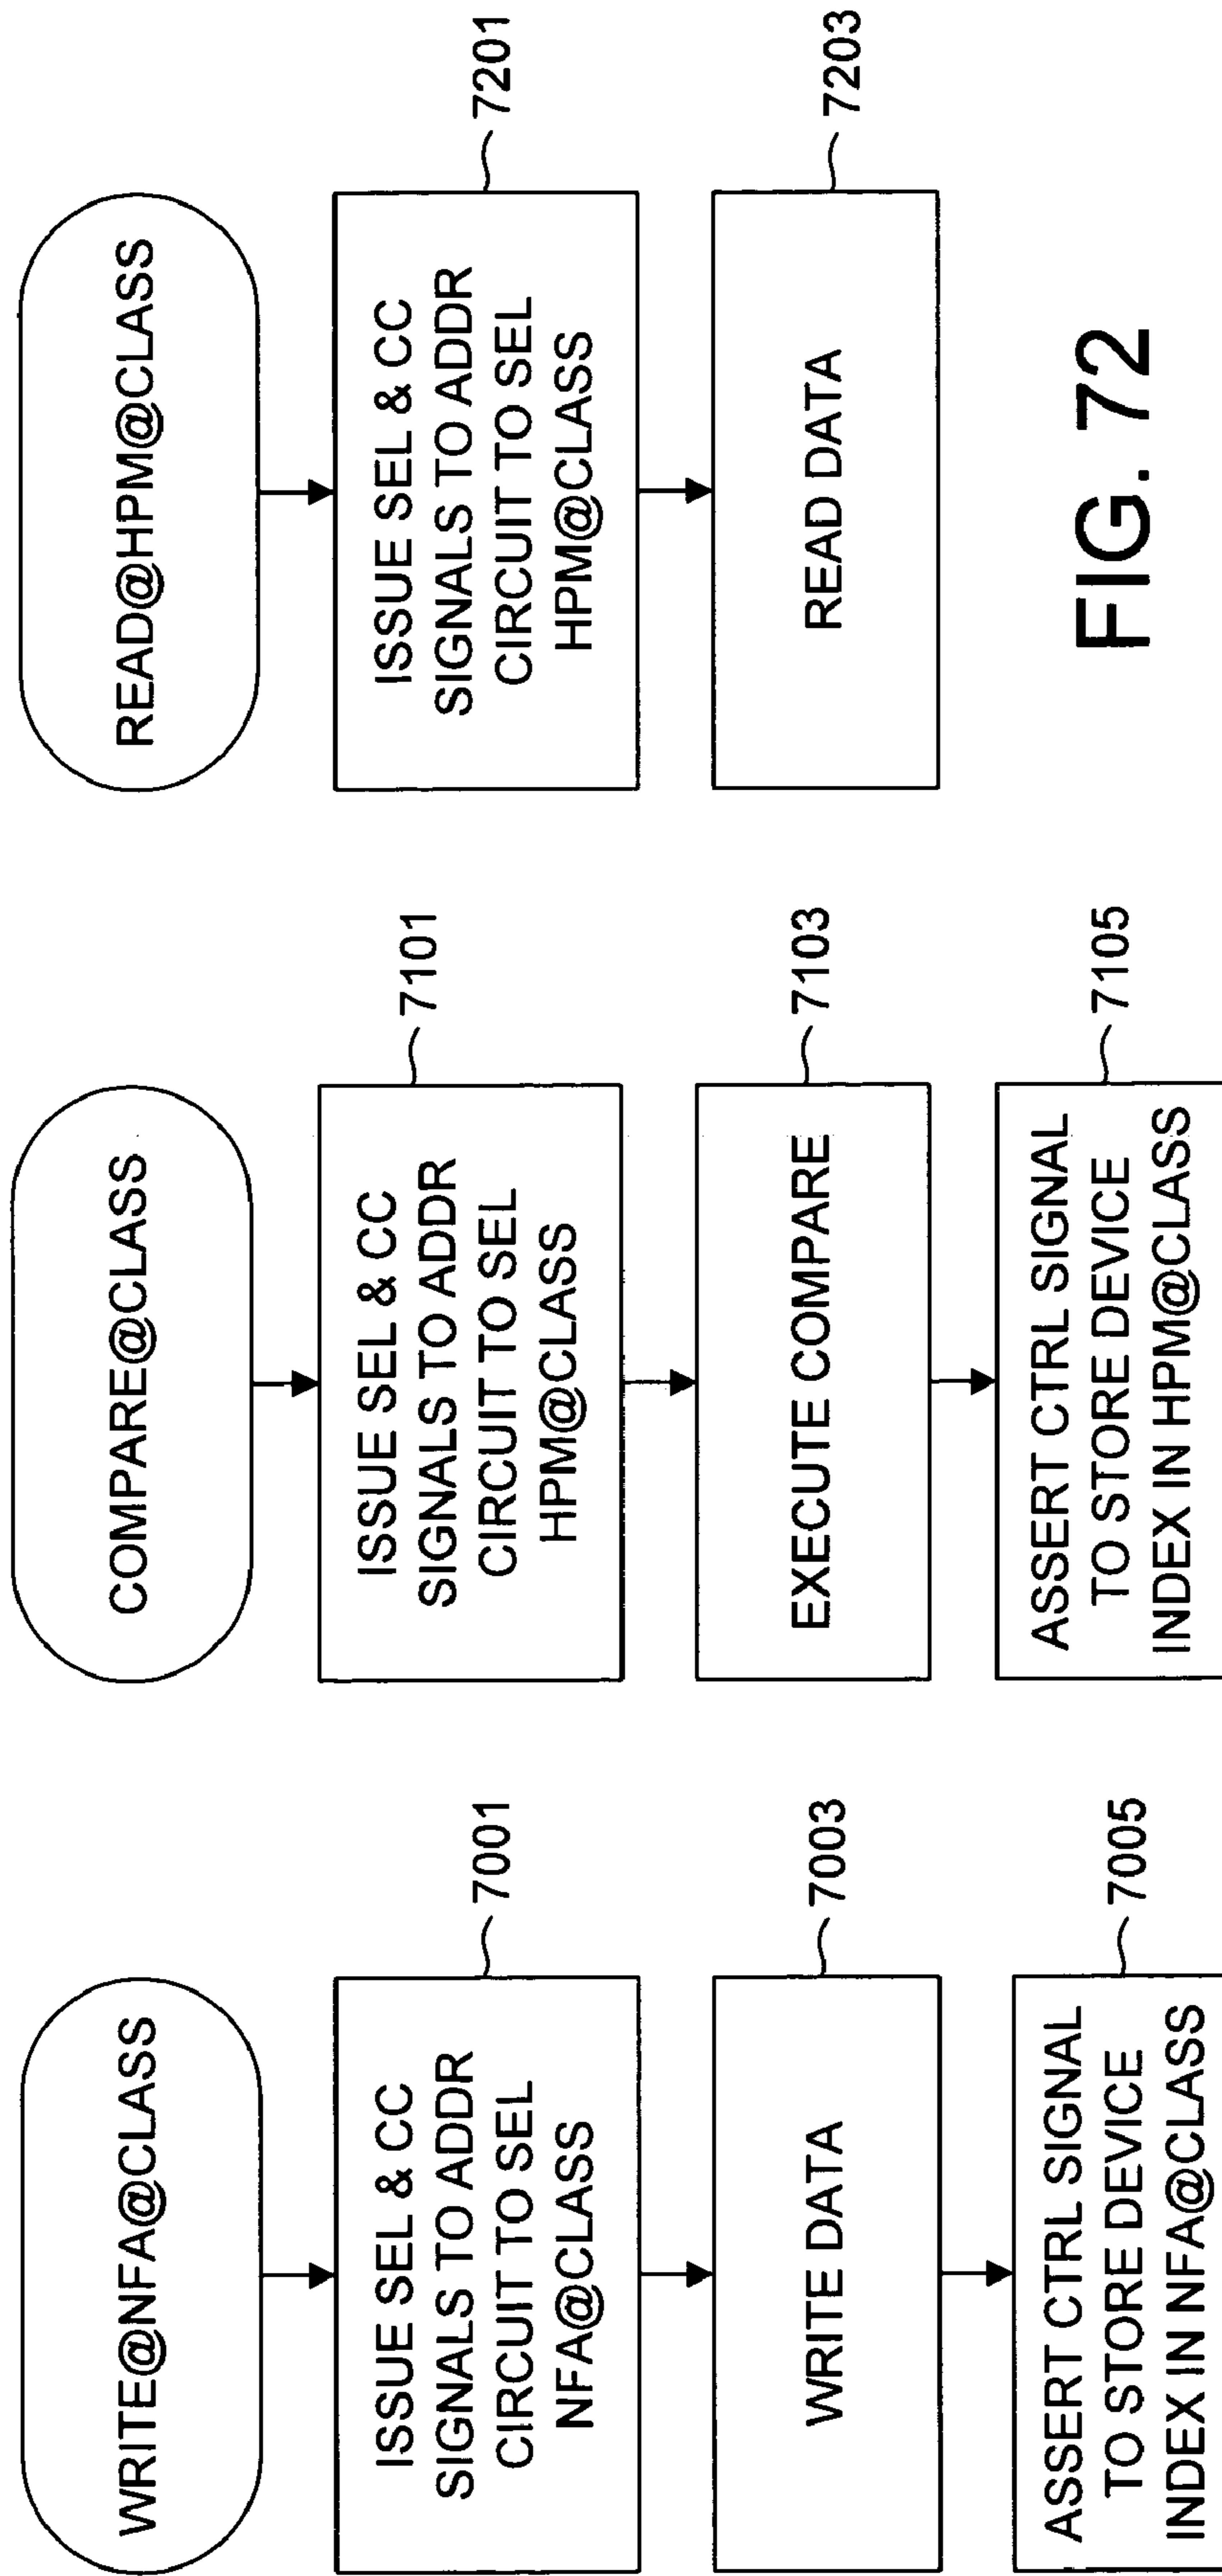 WRITE@NFA@CLASS
ISSUE SEL & CC
SIGNALS TO ADDR
CIRCUIT TO SEL
NFA@CLASS
7001
WRITE DATA
7003
ASSERT CTRL SIGNAL
TO STORE DEVICE
INDEX IN NFA@CLASS
7005
COMPARE@CLASS
ISSUE SEL & CC
SIGNALS TO ADDR
CIRCUIT TO SEL
HPM@CLASS
7101
EXECUTE COMPARE
7103
ASSERT CTRL SIGNAL
TO STORE DEVICE
INDEX IN HPM@CLASS
7105
READ@HPM@CLASS
ISSUE SEL & CC
SIGNALS TO ADDR
CIRCUIT TO SEL
HPM@CLASS
7201
READ DATA
7203
FIG. 72